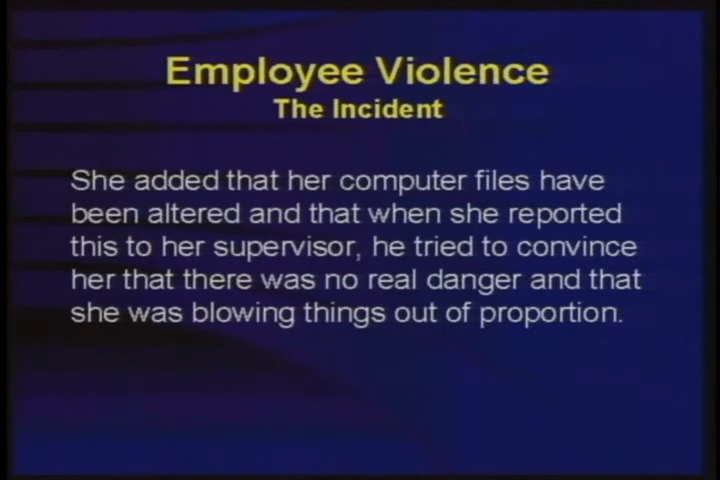 Employee Violence
The Incident
She added that her computer files have
been altered and that when she reported
this to her supervisor, he tried to convince
her that there was no real danger and that
she was blowing things out of proportion.